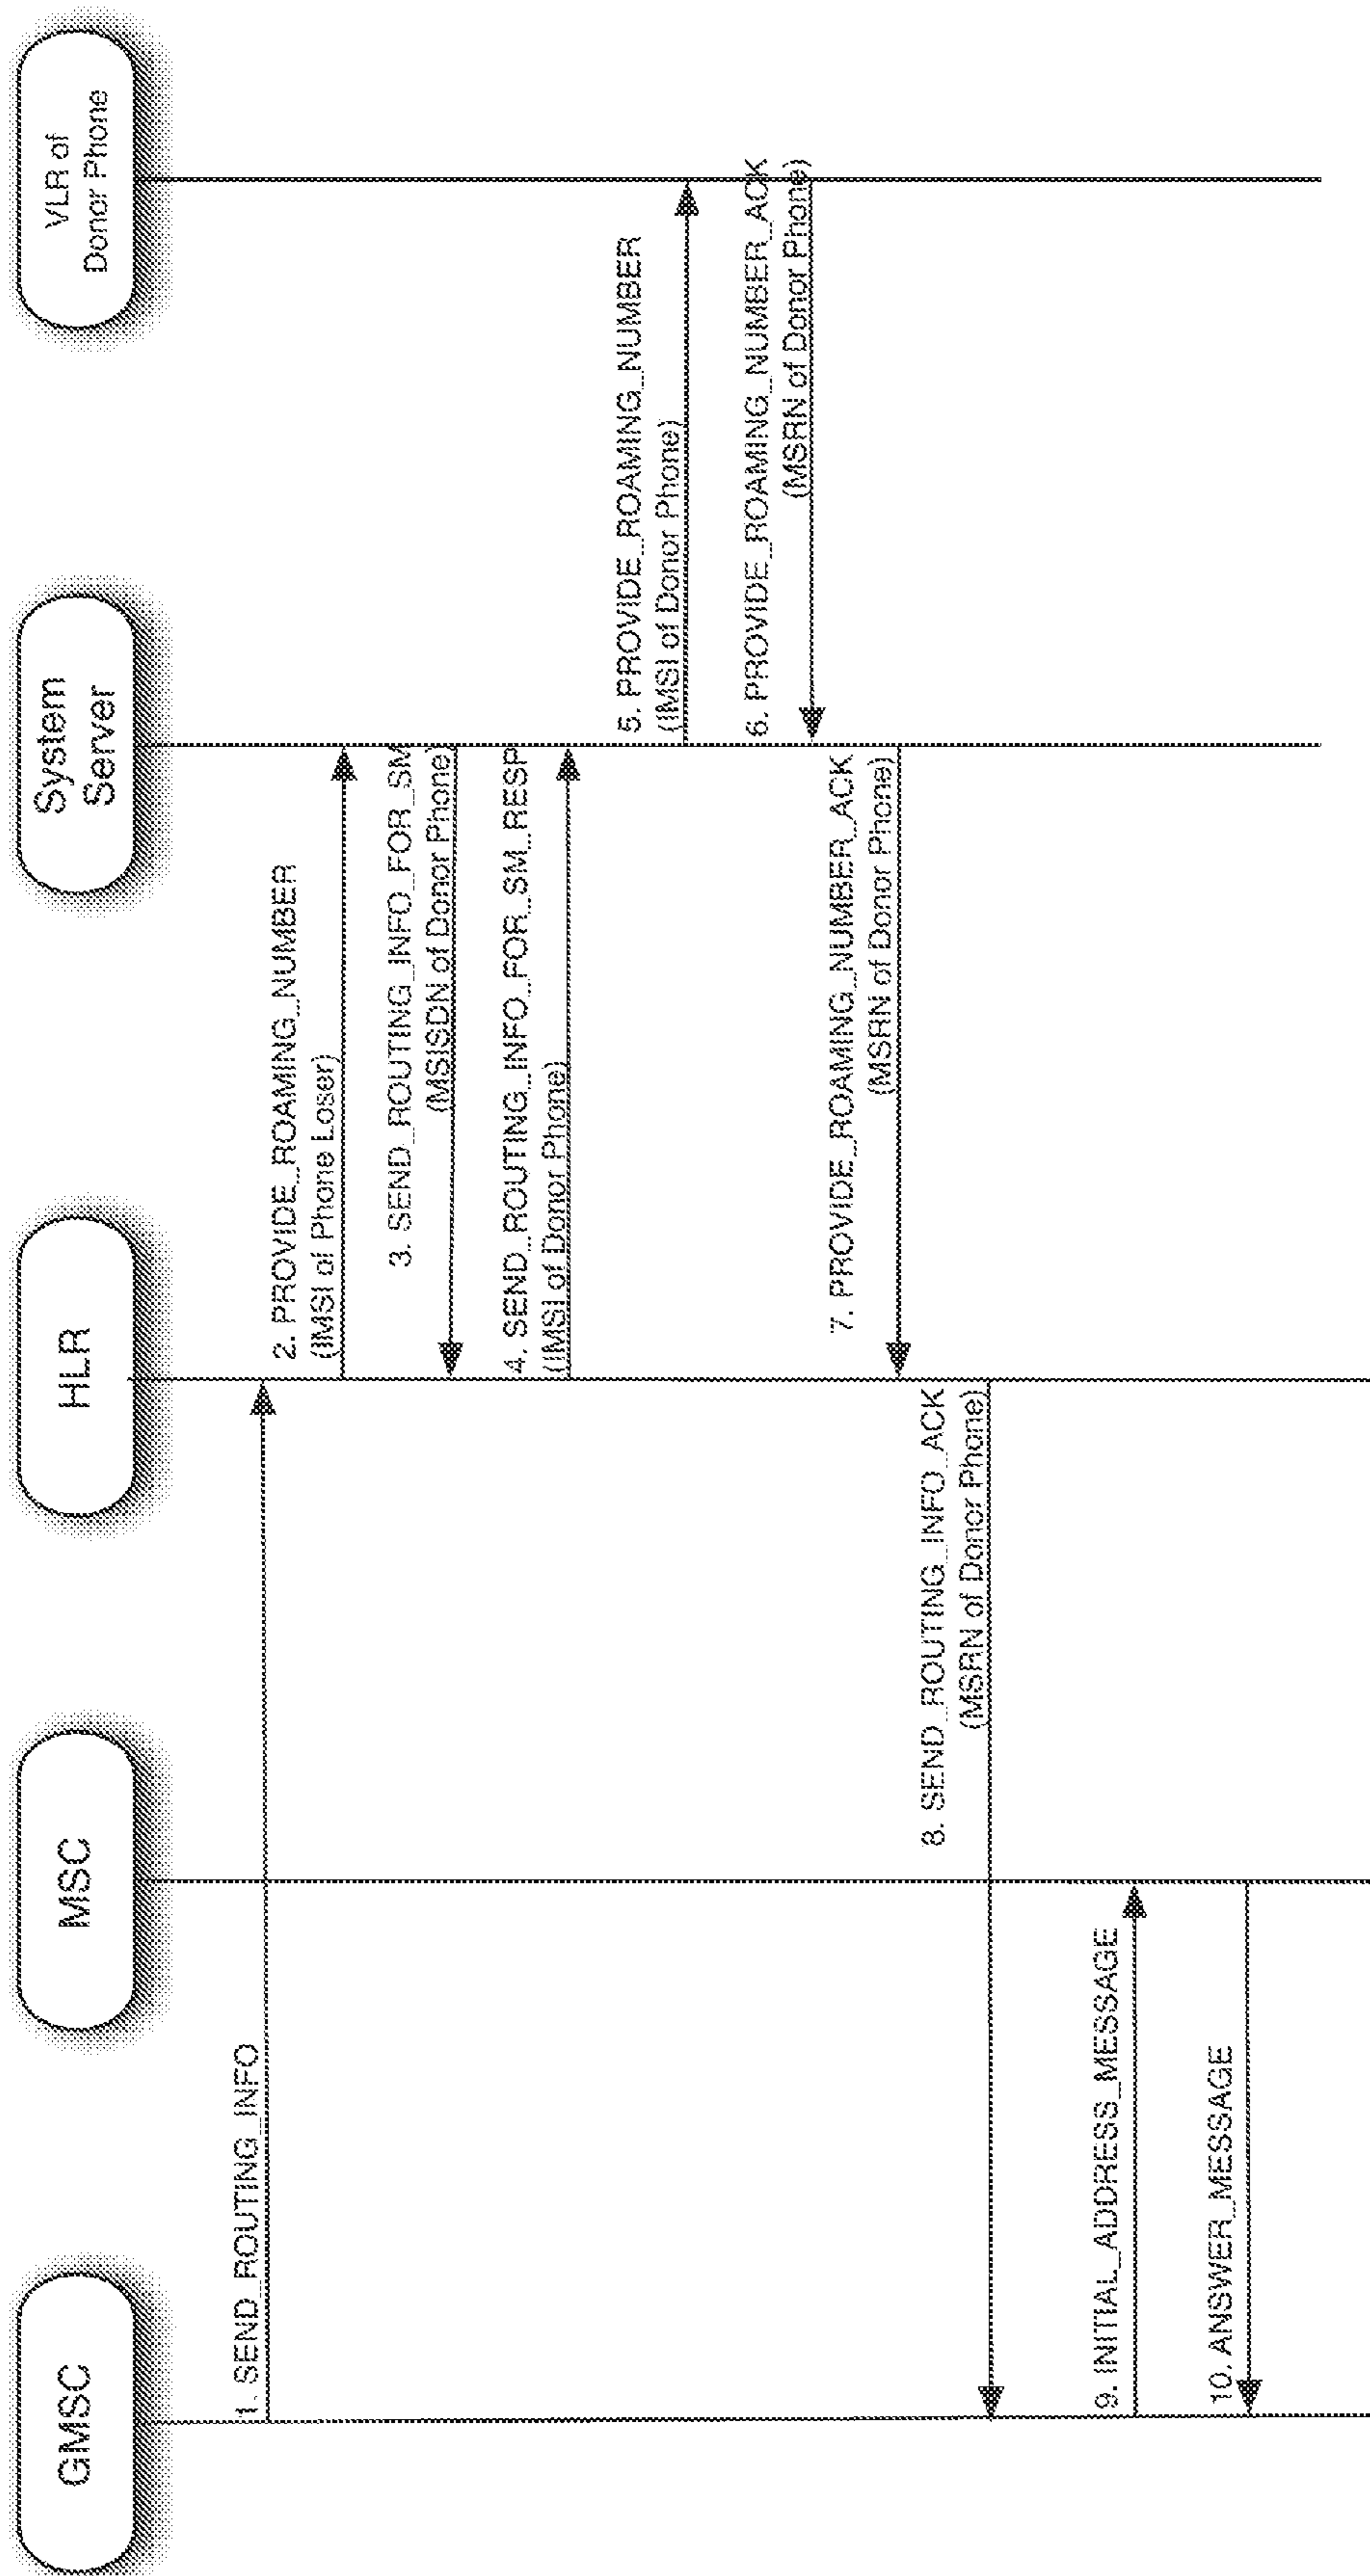 GMSC
MSC
HLR
System
Server
VLR of
Donor Phone
1. SEND_ROUTING_INFO
2. PROVIDE_ROAMING_NUMBER
(IMSI of Phone Loser)
3. SEND_ROUTING_INFO_FOR_SM
(MSISDN of Donor Phone)
4. SEND_ROUTING_INFO_FOR_SM_RESP
(IMSI of Donor Phone)
5. PROVIDE_ROAMING_NUMBER
(IMSI of Donor Phone)
6. PROVIDE_ROAMING_NUMBER_ACK
(MSRN of Donor Phone)
7. PROVIDE_ROAMING_NUMBER_ACK
(MSRN of Donor Phone)
8. SEND_ROUTING_INFO_ACK
(MSRN of Donor Phone)
9. INITIAL_ADDRESS_MESSAGE
10. ANSWER_MESSAGE